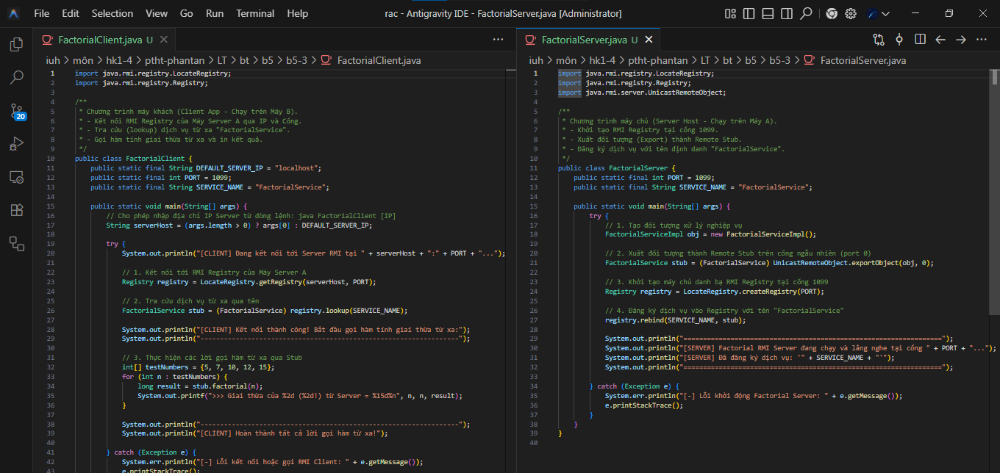 File Edit Selection View Go Run Terminal Help
rac - Antigravity IDE - FactorialServer.java [Administrator]
20
FactorialClient.java U
iuh > môn > hk1-4 > ptht-phantan > LT > bt > b5 > b5-3 > FactorialClient.java
1 import java.rmi.registry.LocateRegistry;
2 import java.rmi.registry.Registry;
3
4 /**
5 * Chương trình máy khách (Client App - Chạy trên Máy B).
6 * - Kết nối RMI Registry của Máy Server A qua IP và Cổng.
7 * - Tra cứu (lookup) dịch vụ từ xa "FactorialService".
8 * - Gọi hàm tính giai thừa từ xa và in kết quả.
9 */
10 public class FactorialClient {
11 public static final String DEFAULT_SERVER_IP = "localhost";
12 public static final int PORT = 1099;
13 public static final String SERVICE_NAME = "FactorialService";
14
15 public static void main(String[] args) {
16 // Cho phép nhập địa chỉ IP Server từ dòng lệnh: java FactorialClient [IP]
17 String serverHost = (args.length > 0) ? args[0] : DEFAULT_SERVER_IP;
18
19 try {
20 System.out.println("[CLIENT] Đang kết nối tới Server RMI tại " + serverHost + ":" + PORT + "...");
21
22 // 1. Kết nối tới RMI Registry của Máy Server A
23 Registry registry = LocateRegistry.getRegistry(serverHost, PORT);
24
25 // 2. Tra cứu dịch vụ từ xa qua tên
26 FactorialService stub = (FactorialService) registry.lookup(SERVICE_NAME);
27
28 System.out.println("[CLIENT] Kết nối thành công! Bắt đầu gọi hàm tính giai thừa từ xa:");
29 System.out.println("------------------------------------------------------------------");
30
31 // 3. Thực hiện các lời gọi hàm từ xa qua Stub
32 int[] testNumbers = {5, 7, 10, 12, 15};
33 for (int n : testNumbers) {
34 long result = stub.factorial(n);
35 System.out.printf(">>> Giai thừa của %2d (%2d!) từ Server = %15d%n", n, n, result);
36 }
37
38 System.out.println("------------------------------------------------------------------");
39 System.out.println("[CLIENT] Hoàn thành tất cả lời gọi hàm từ xa!");
40
41 } catch (Exception e) {
42 System.err.println("[-] Lỗi kết nối hoặc gọi RMI Client: " + e.getMessage());
43 e.printStackTrace();
FactorialServer.java U
iuh > môn > hk1-4 > ptht-phantan > LT > bt > b5 > b5-3 > FactorialServer.java
1 import java.rmi.registry.LocateRegistry;
2 import java.rmi.registry.Registry;
3 import java.rmi.server.UnicastRemoteObject;
4
5 /**
6 * Chương trình máy chủ (Server Host - Chạy trên Máy A).
7 * - Khởi tạo RMI Registry tại cổng 1099.
8 * - Xuất đối tượng (Export) thành Remote Stub.
9 * - Đăng ký dịch vụ với tên định danh "FactorialService".
10 */
11 public class FactorialServer {
12 public static final int PORT = 1099;
13 public static final String SERVICE_NAME = "FactorialService";
14
15 public static void main(String[] args) {
16 try {
17 // 1. Tạo đối tượng xử lý nghiệp vụ
18 FactorialServiceImpl obj = new FactorialServiceImpl();
19
20 // 2. Xuất đối tượng thành Remote Stub trên cổng ngẫu nhiên (port 0)
21 FactorialService stub = (FactorialService) UnicastRemoteObject.exportObject(obj, 0);
22
23 // 3. Khởi tạo máy chủ danh bạ RMI Registry tại cổng 1099
24 Registry registry = LocateRegistry.createRegistry(PORT);
25
26 // 4. Đăng ký dịch vụ vào Registry với tên "FactorialService"
27 registry.rebind(SERVICE_NAME, stub);
28
29 System.out.println("==================================================================");
30 System.out.println("[SERVER] Factorial RMI Server đang chạy và lắng nghe tại cổng " + PORT + "...");
31 System.out.println("[SERVER] Đã đăng ký dịch vụ: '" + SERVICE_NAME + "'");
32 System.out.println("==================================================================");
33
34 } catch (Exception e) {
35 System.err.println("[-] Lỗi khởi động Factorial Server: " + e.getMessage());
36 e.printStackTrace();
37 }
38 }
39 }
40